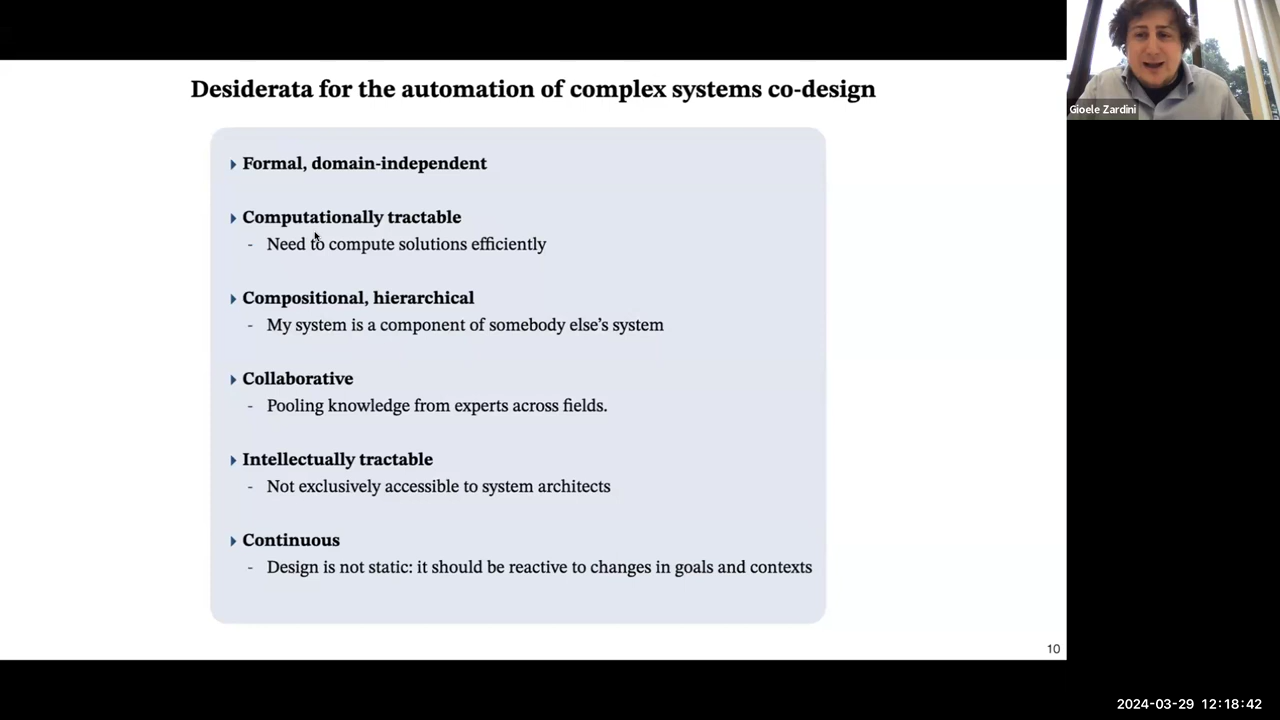 Desiderata for the automation of complex systems co-design
Formal, domain-independent
Computationally tractable
- Need to compute solutions efficiently
Compositional, hierarchical
- My system is a component of somebody else’s system
Collaborative
- Pooling knowledge from experts across fields.
Intellectually tractable
- Not exclusively accessible to system architects
Continuous
- Design is not static: it should be reactive to changes in goals and contexts
10
Gioele Zardini
2024-03-29 12:18:42